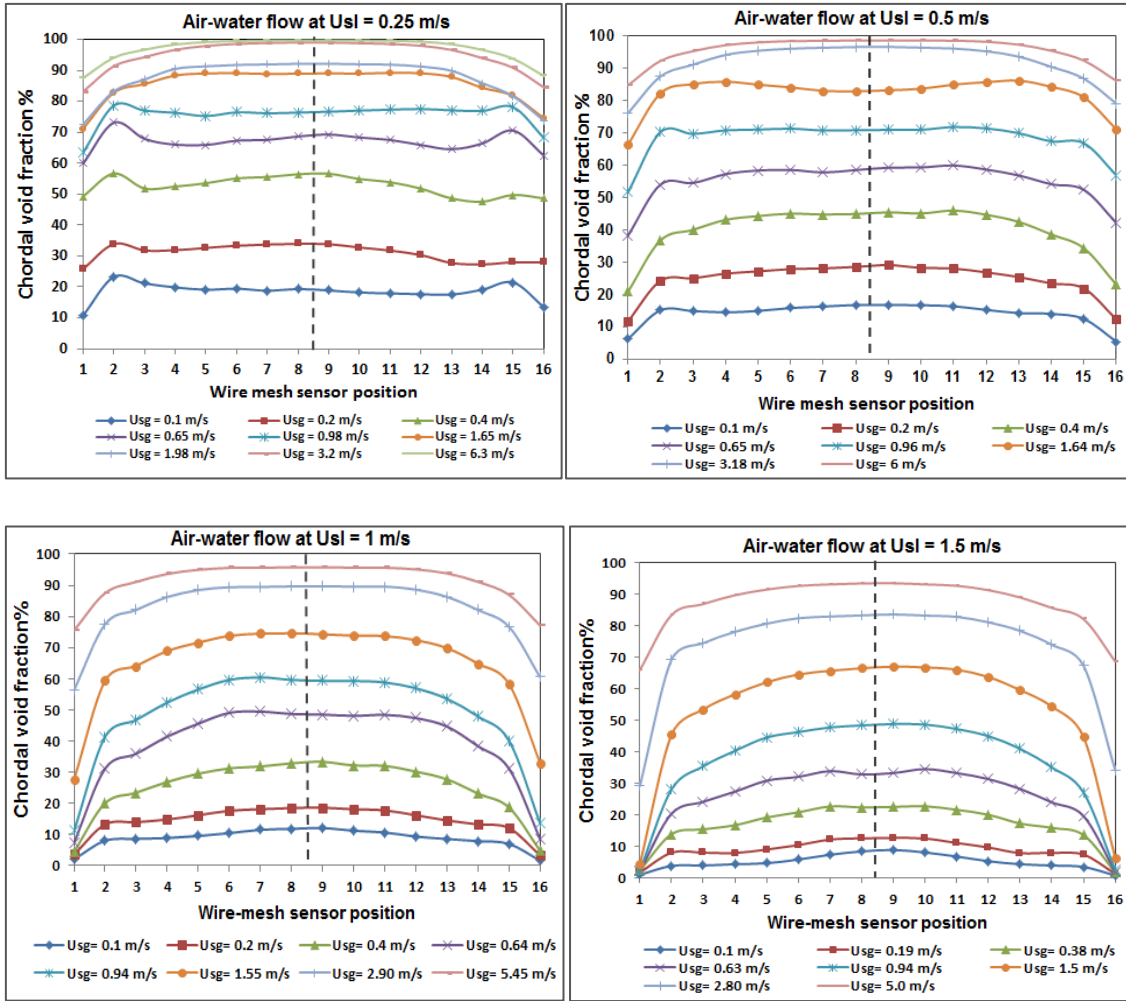 Air-water flow at Usl = 0.25 m/s
Chordal void fraction %
100
90
80
70
60
50
40
30
20
10
0
1 2 3 4 5 6 7 8 9 10 11 12 13 14 15 16
Wire mesh sensor position
Usg= 0.1 m/s Usg= 0.2 m/s Usg= 0.4 m/s
Usg= 0.65 m/s Usg= 0.98m/s Usg= 1.65 m/s
Usg= 1.98 m/s Usg= 3.2 m/s Usg= 6.3 m/s
Air-water flow at Usl = 0.5 m/s
Chordal void fraction %
100
90
80
70
60
50
40
30
20
10
0
1 2 3 4 5 6 7 8 9 10 11 12 13 14 15 16
Wire mesh sensor position
Usg= 0.1 m/s Usg= 0.2 m/s Usg= 0.4 m/s
Usg= 0.65 m/s Usg= 0.96 m/s Usg= 1.64 m/s
Usg= 3.18 m/s Usg= 6 m/s
Air-water flow at Usl = 1 m/s
Chordal void fraction%
100
90
80
70
60
50
40
30
20
10
0
1 2 3 4 5 6 7 8 9 10 11 12 13 14 15 16
Wire-mesh sensor position
Usg= 0.1 m/s Usg= 0.2 m/s Usg= 0.4 m/s Usg= 0.64 m/s
Usg= 0.94 m/s Usg= 1.55 m/s Usg= 2.90 m/s Usg= 5.45 m/s
Air-water flow at Usl = 1.5 m/s
Chordal void fraction%
100
90
80
70
60
50
40
30
20
10
0
1 2 3 4 5 6 7 8 9 10 11 12 13 14 15 16
Wire-mesh sensor position
Usg= 0.1 m/s Usg= 0.19 m/s Usg= 0.38 m/s
Usg= 0.63 m/s Usg= 0.94 m/s Usg= 1.5 m/s
Usg= 2.80 m/s Usg= 5.0 m/s